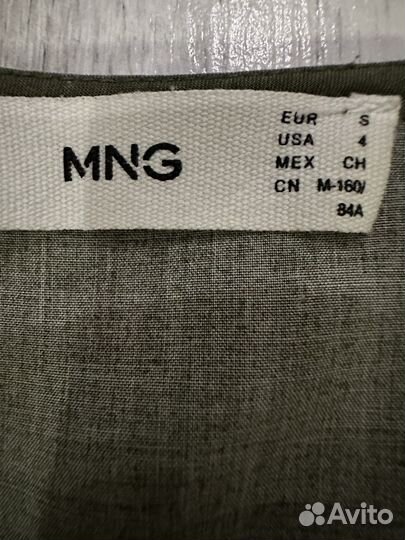 MNG
EUR S
USA 4
MEX CH
CN M-160/
84A
Avito